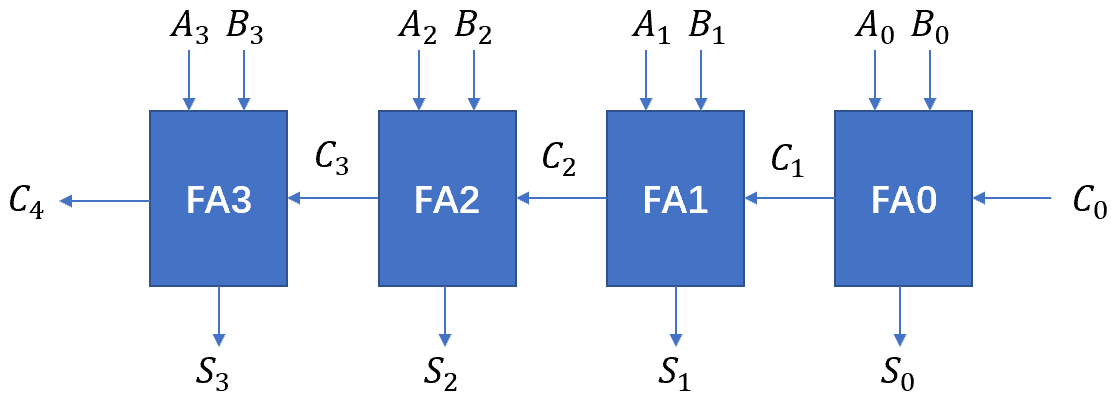 A₃ B₃ A₂ B₂ A₁ B₁ A₀ B₀
C₃ C₂ C₁
C₄ FA3 FA2 FA1 FA0 C₀
S₃ S₂ S₁ S₀